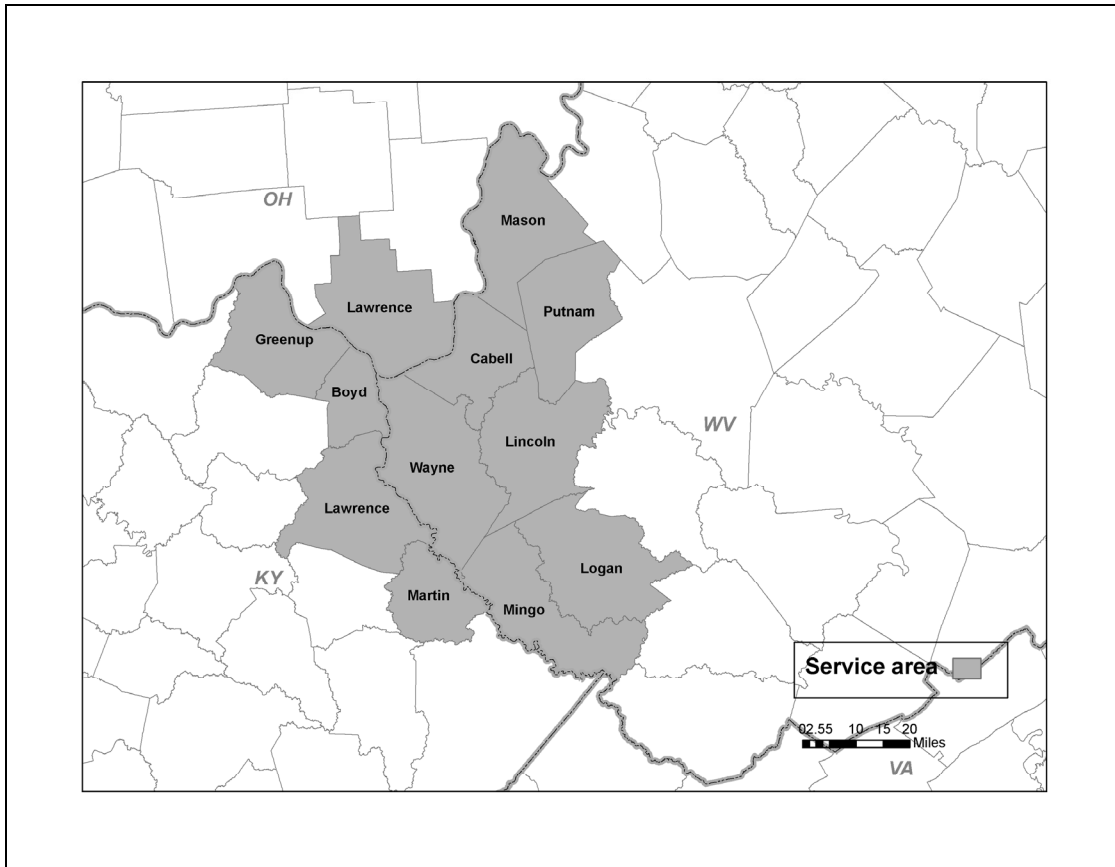 OH
Mason
Lawrence
Putnam
Greenup
Cabell
Boyd
WV
Lincoln
Wayne
Lawrence
Logan
KY
Martin
Mingo
Service area
02.55 10 15 20
Miles
VA